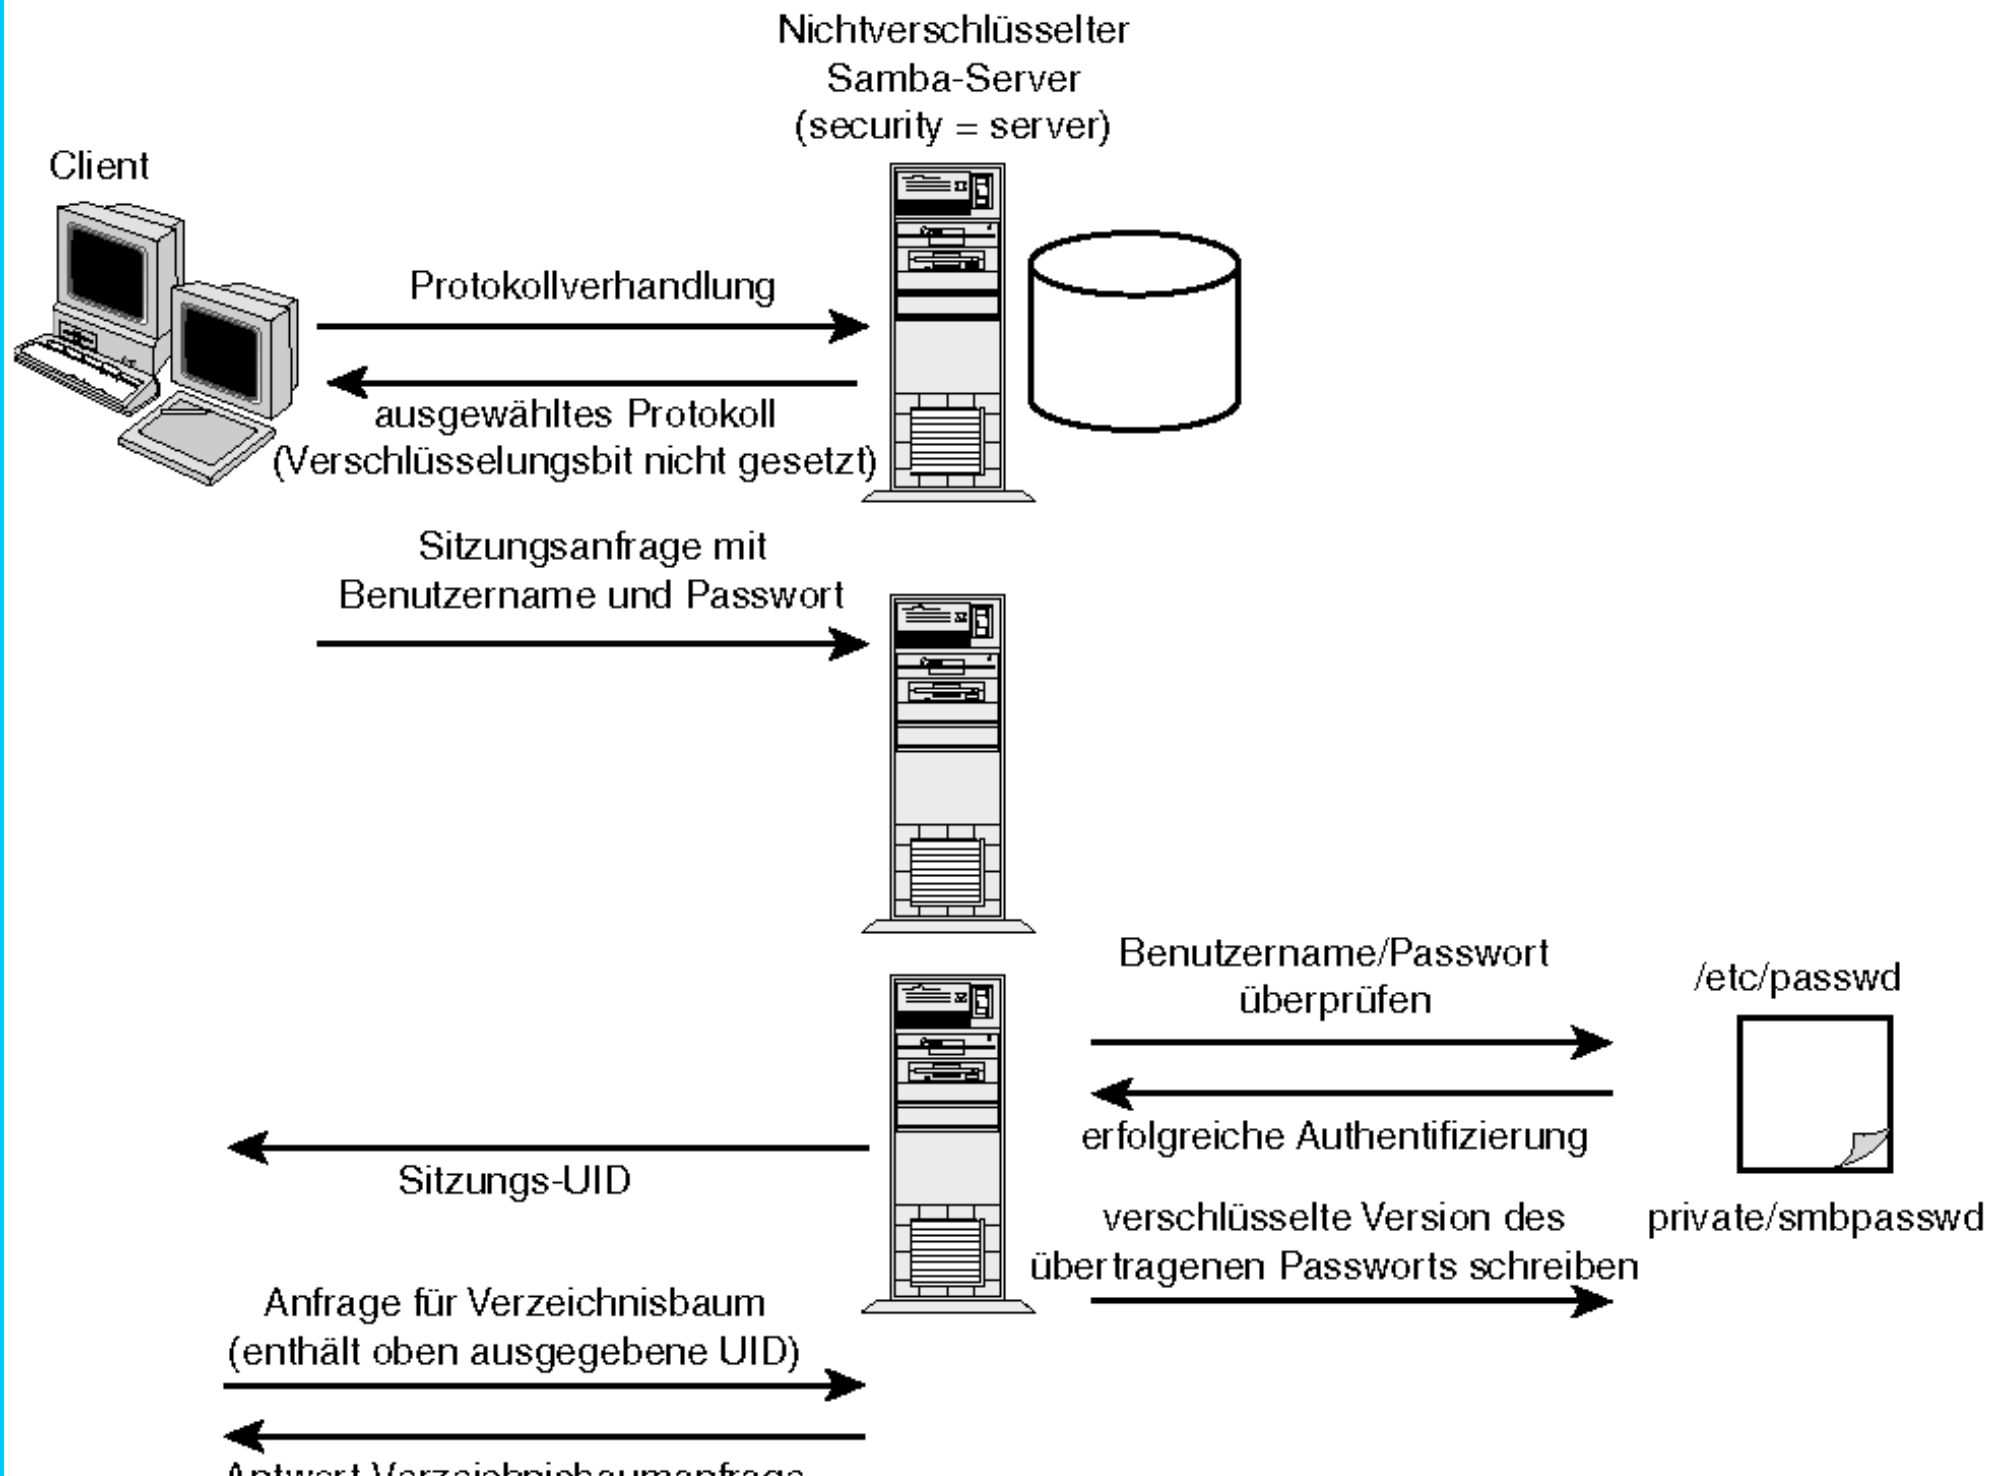 Nichtverschlüsselter
Samba-Server
(security = server)
Client
Protokollverhandlung
ausgewähltes Protokoll
(Verschlüsselungsbit nicht gesetzt)
Sitzungsanfrage mit
Benutzername und Passwort
Benutzername/Passwort
überprüfen
/etc/passwd
erfolgreiche Authentifizierung
Sitzungs-UID
verschlüsselte Version des
übertragenen Passworts schreiben
private/smbpasswd
Anfrage für Verzeichnisbaum
(enthält oben ausgegebene UID)
Antwort Verzeichnisbaumanfrage